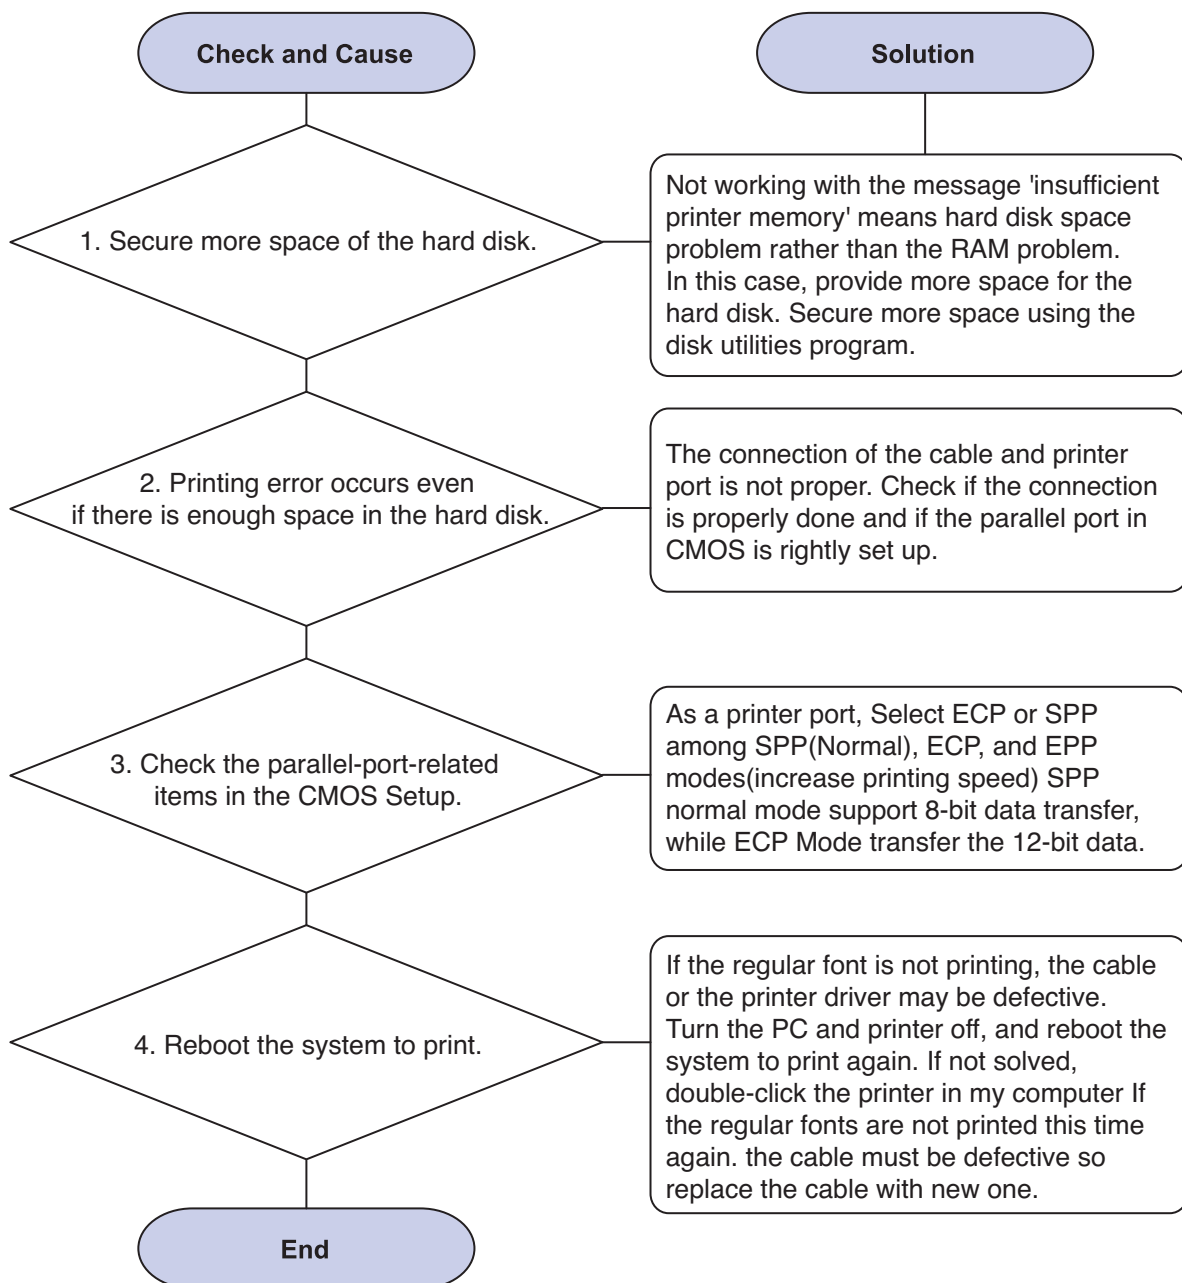 Check and Cause
Solution
1. Secure more space of the hard disk.
Not working with the message 'insufficient
printer memory' means hard disk space
problem rather than the RAM problem.
In this case, provide more space for the
hard disk. Secure more space using the
disk utilities program.
2. Printing error occurs even
if there is enough space in the hard disk.
The connection of the cable and printer
port is not proper. Check if the connection
is properly done and if the parallel port in
CMOS is rightly set up.
3. Check the parallel-port-related
items in the CMOS Setup.
As a printer port, Select ECP or SPP
among SPP(Normal), ECP, and EPP
modes(increase printing speed) SPP
normal mode support 8-bit data transfer,
while ECP Mode transfer the 12-bit data.
4. Reboot the system to print.
If the regular font is not printing, the cable
or the printer driver may be defective.
Turn the PC and printer off, and reboot the
system to print again. If not solved,
double-click the printer in my computer If
the regular fonts are not printed this time
again. the cable must be defective so
replace the cable with new one.
End